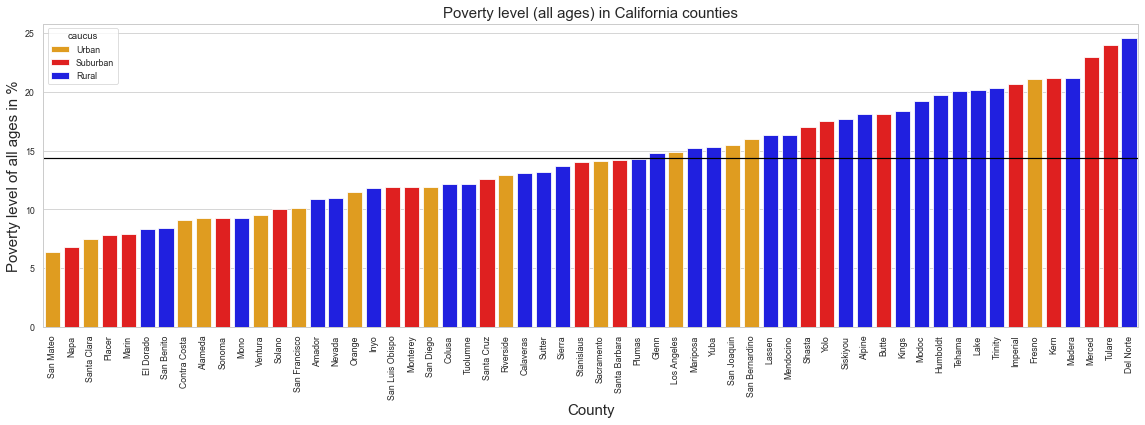 Poverty level (all ages) in California counties
caucus
Urban
Suburban
Rural
Poverty level of all ages in %
25
20
15
10
5
0
San Mateo
Napa
Santa Clara
Placer
Marin
El Dorado
San Benito
Contra Costa
Alameda
Sonoma
Mono
Ventura
Solano
San Francisco
Amador
Nevada
Orange
Inyo
San Luis Obispo
Monterey
San Diego
Colusa
Tuolumne
Santa Cruz
Riverside
Calaveras
Sutter
Sierra
Stanislaus
Sacramento
Santa Barbara
Plumas
Glenn
Los Angeles
Mariposa
Yuba
San Joaquin
San Bernardino
Lassen
Mendocino
Shasta
Yolo
Siskiyou
Alpine
Butte
Kings
Modoc
Humboldt
Tehama
Lake
Trinity
Imperial
Fresno
Kern
Madera
Merced
Tulare
Del Norte
County